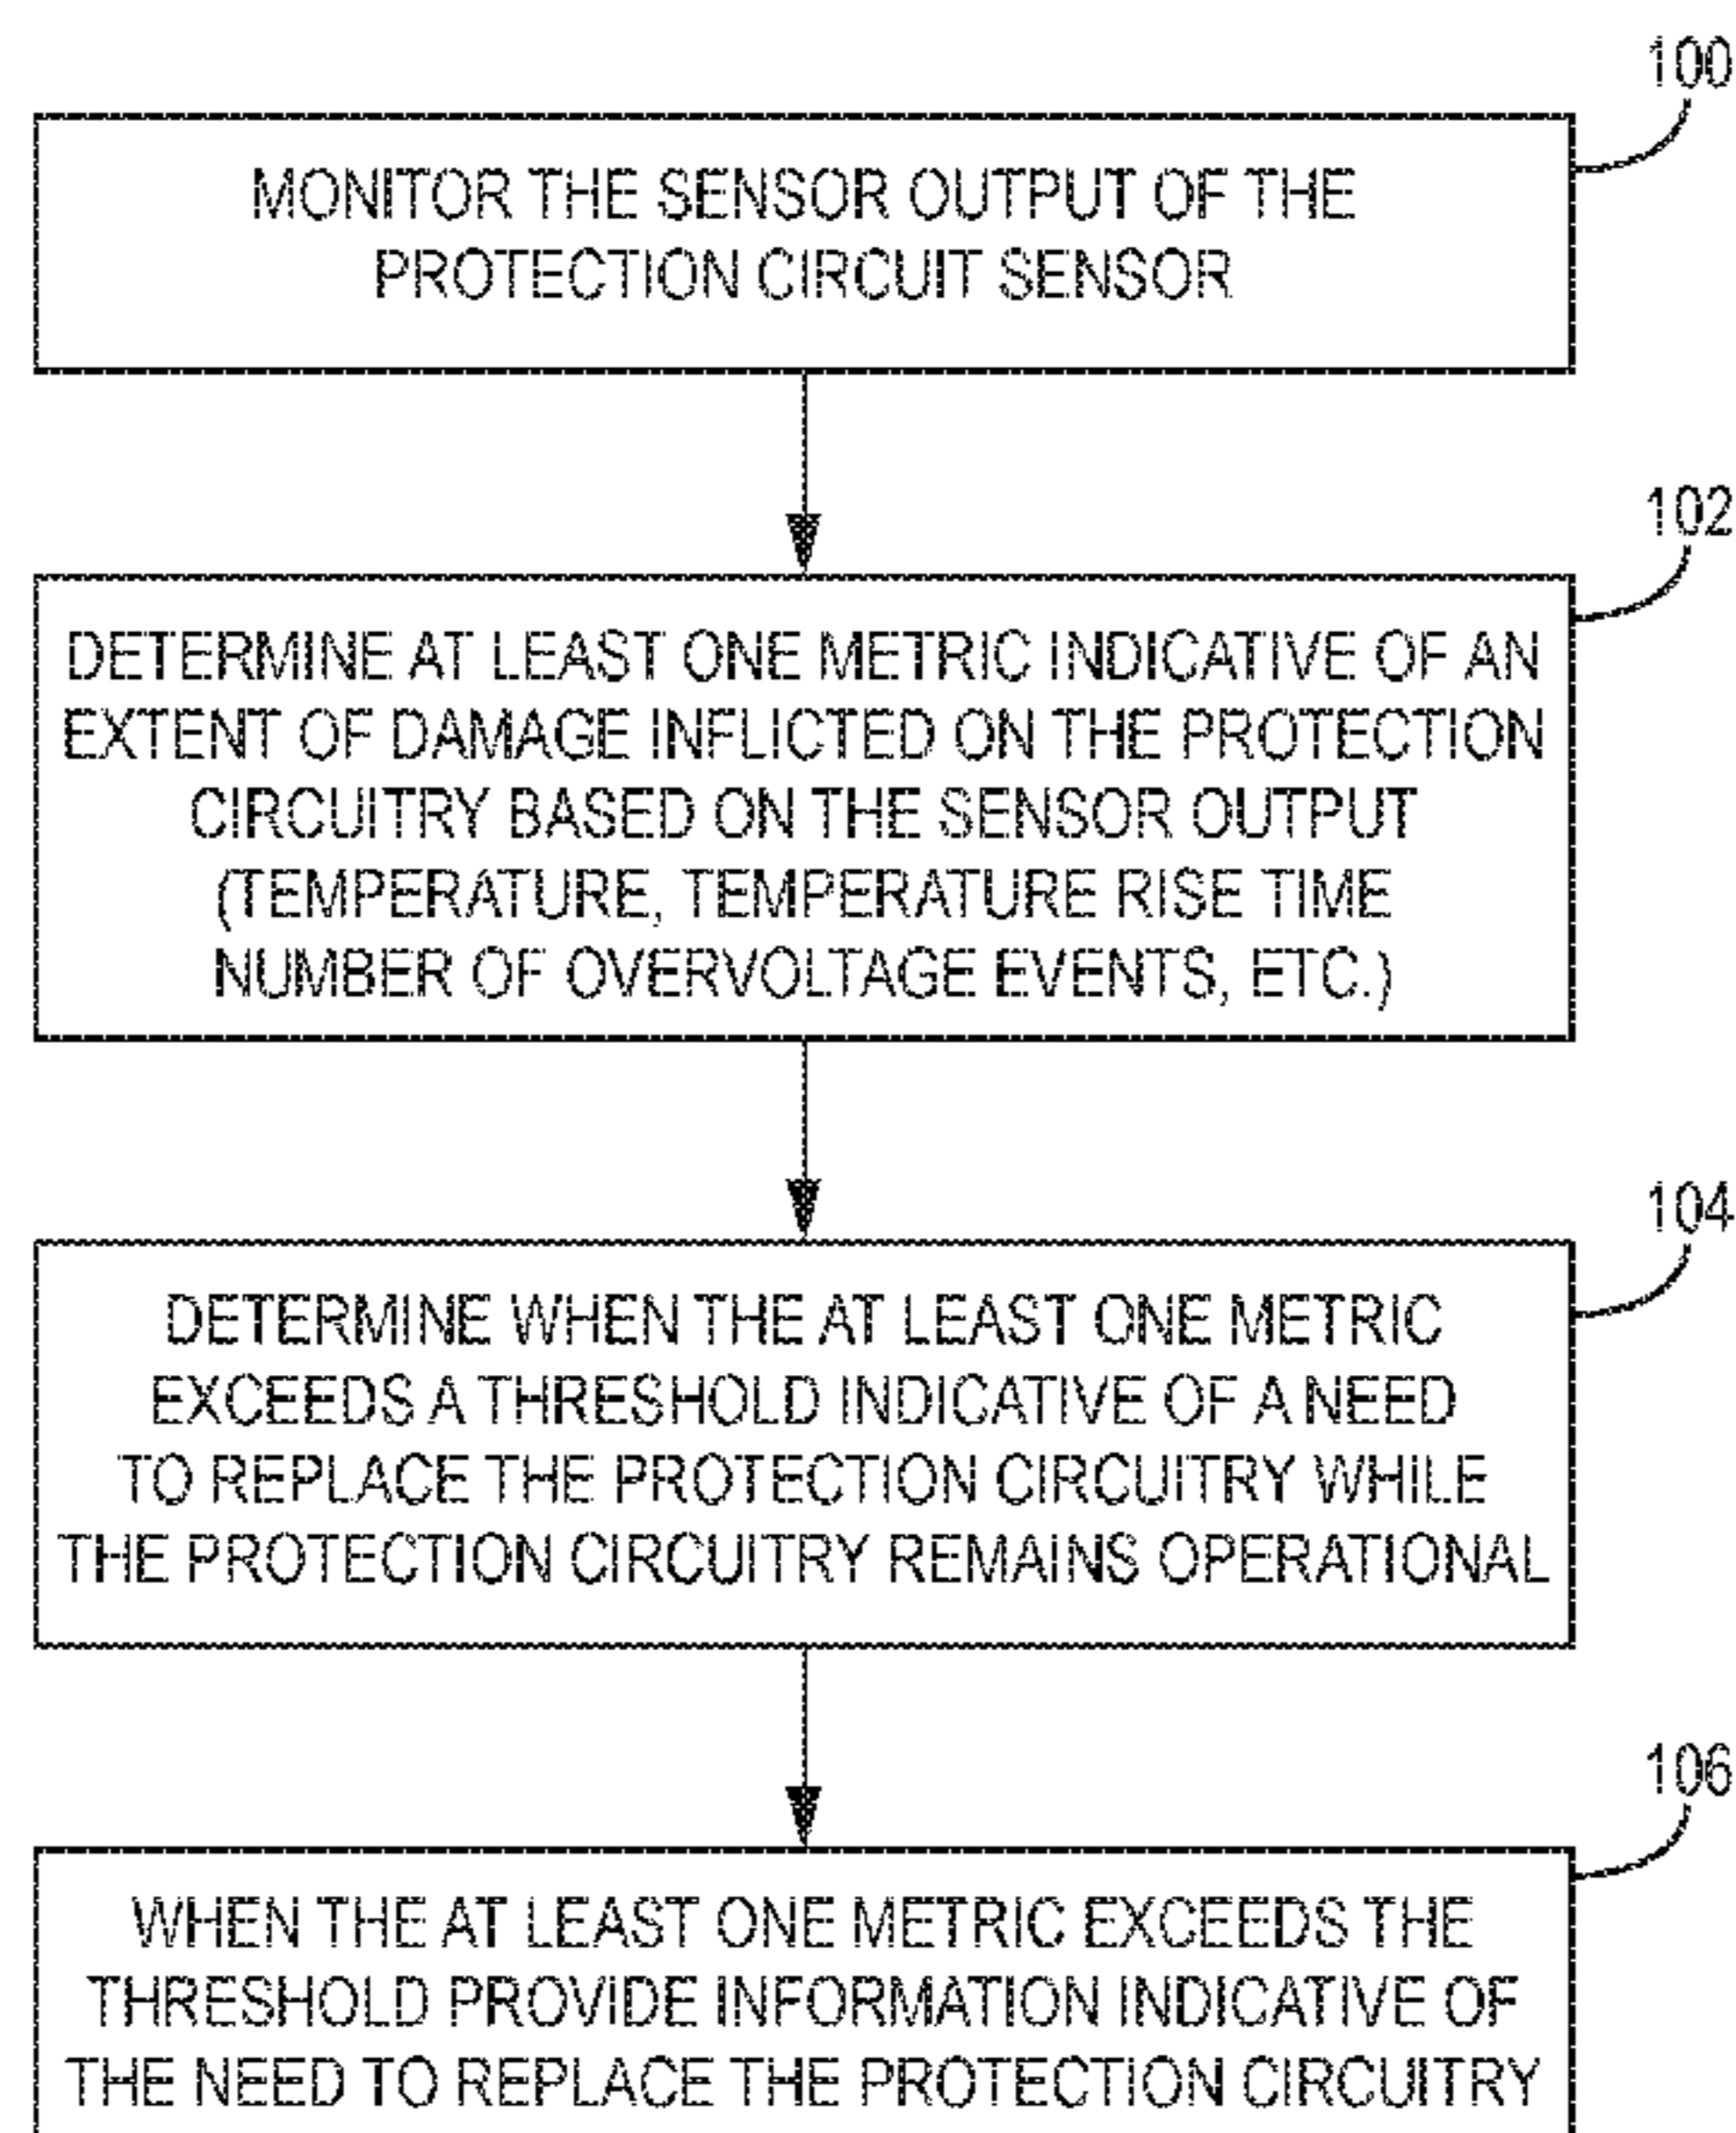 100
MONITOR THE SENSOR OUTPUT OF THE
PROTECTION CIRCUIT SENSOR
102
DETERMINE AT LEAST ONE METRIC INDICATIVE OF AN
EXTENT OF DAMAGE INFLICTED ON THE PROTECTION
CIRCUITRY BASED ON THE SENSOR OUTPUT
(TEMPERATURE, TEMPERATURE RISE TIME
NUMBER OF OVERVOLTAGE EVENTS, ETC.)
104
DETERMINE WHEN THE AT LEAST ONE METRIC
EXCEEDS A THRESHOLD INDICATIVE OF A NEED
TO REPLACE THE PROTECTION CIRCUITRY WHILE
THE PROTECTION CIRCUITRY REMAINS OPERATIONAL
106
WHEN THE AT LEAST ONE METRIC EXCEEDS THE
THRESHOLD PROVIDE INFORMATION INDICATIVE OF
THE NEED TO REPLACE THE PROTECTION CIRCUITRY